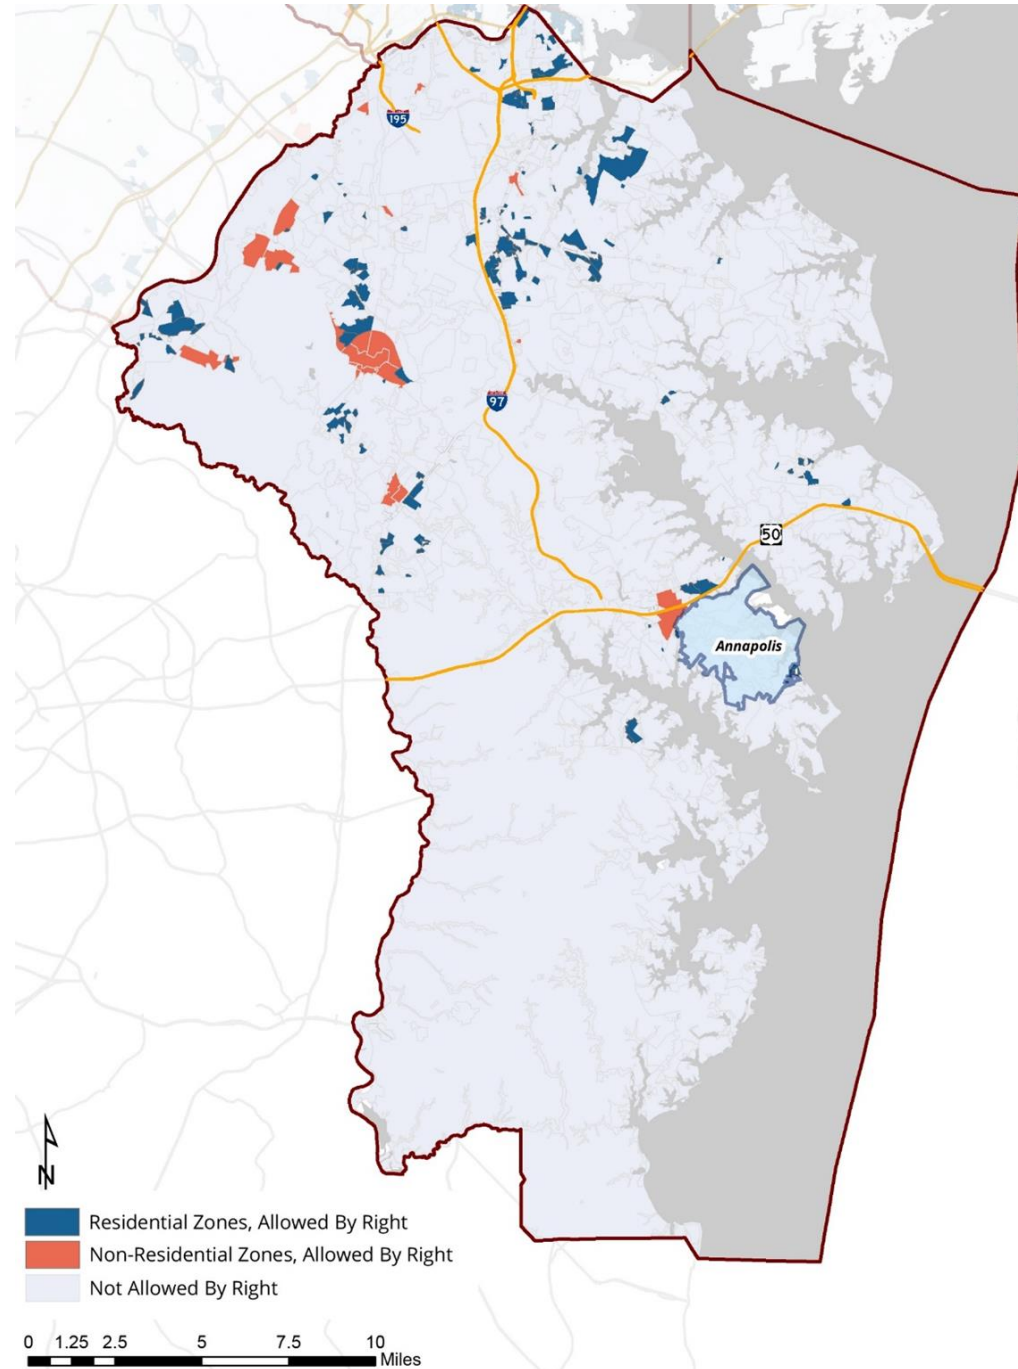 195
97
50
Annapolis
N
Residential Zones, Allowed By Right
Non-Residential Zones, Allowed By Right
Not Allowed By Right
0 1.25 2.5 5 7.5 10
Miles